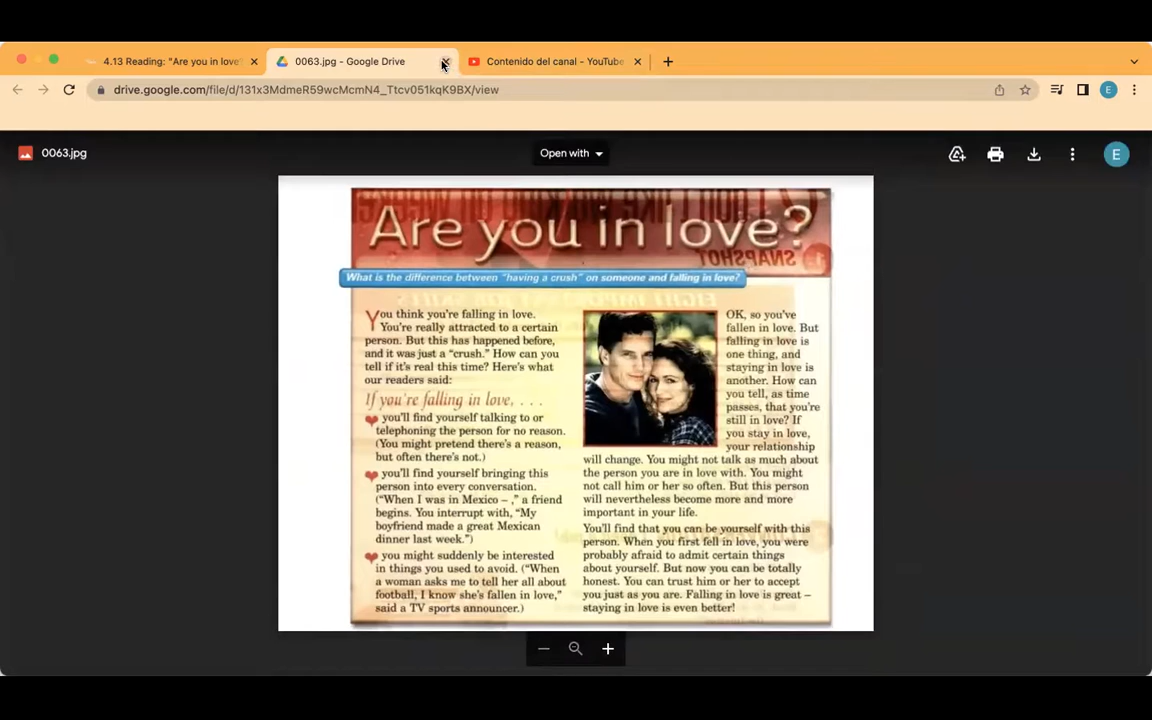 4.13 Reading: "Are you in love"
0063.jpg - Google Drive
Contenido del canal - YouTube
drive.google.com/file/d/131x3MdmeR59wcMcmN4_Ttcv051kqK9BX/view
E
0063.jpg
Open with
E
Are you in love?
SNAPSHOT
What is the difference between "having a crush" on someone and falling in love?
You think you're falling in love.
You're really attracted to a certain
person. But this has happened before,
and it was just a "crush." How can you
tell if it's real this time? Here's what
our readers said:
If you're falling in love, . . .
you'll find yourself talking to or
telephoning the person for no reason.
(You might pretend there's a reason,
but often there's not.)
you'll find yourself bringing this
person into every conversation.
("When I was in Mexico – ," a friend
begins. You interrupt with, "My
boyfriend made a great Mexican
dinner last week.")
you might suddenly be interested
in things you used to avoid. ("When
a woman asks me to tell her all about
football, I know she's fallen in love,"
said a TV sports announcer.)
OK, so you've
fallen in love. But
falling in love is
one thing, and
staying in love is
another. How can
you tell, as time
passes, that you're
still in love? If
you stay in love,
your relationship
will change. You might not talk as much about
the person you are in love with. You might
not call him or her so often. But this person
will nevertheless become more and more
important in your life.
You'll find that you can be yourself with this
person. When you first fell in love, you were
probably afraid to admit certain things
about yourself. But now you can be totally
honest. You can trust him or her to accept
you just as you are. Falling in love is great –
staying in love is even better!